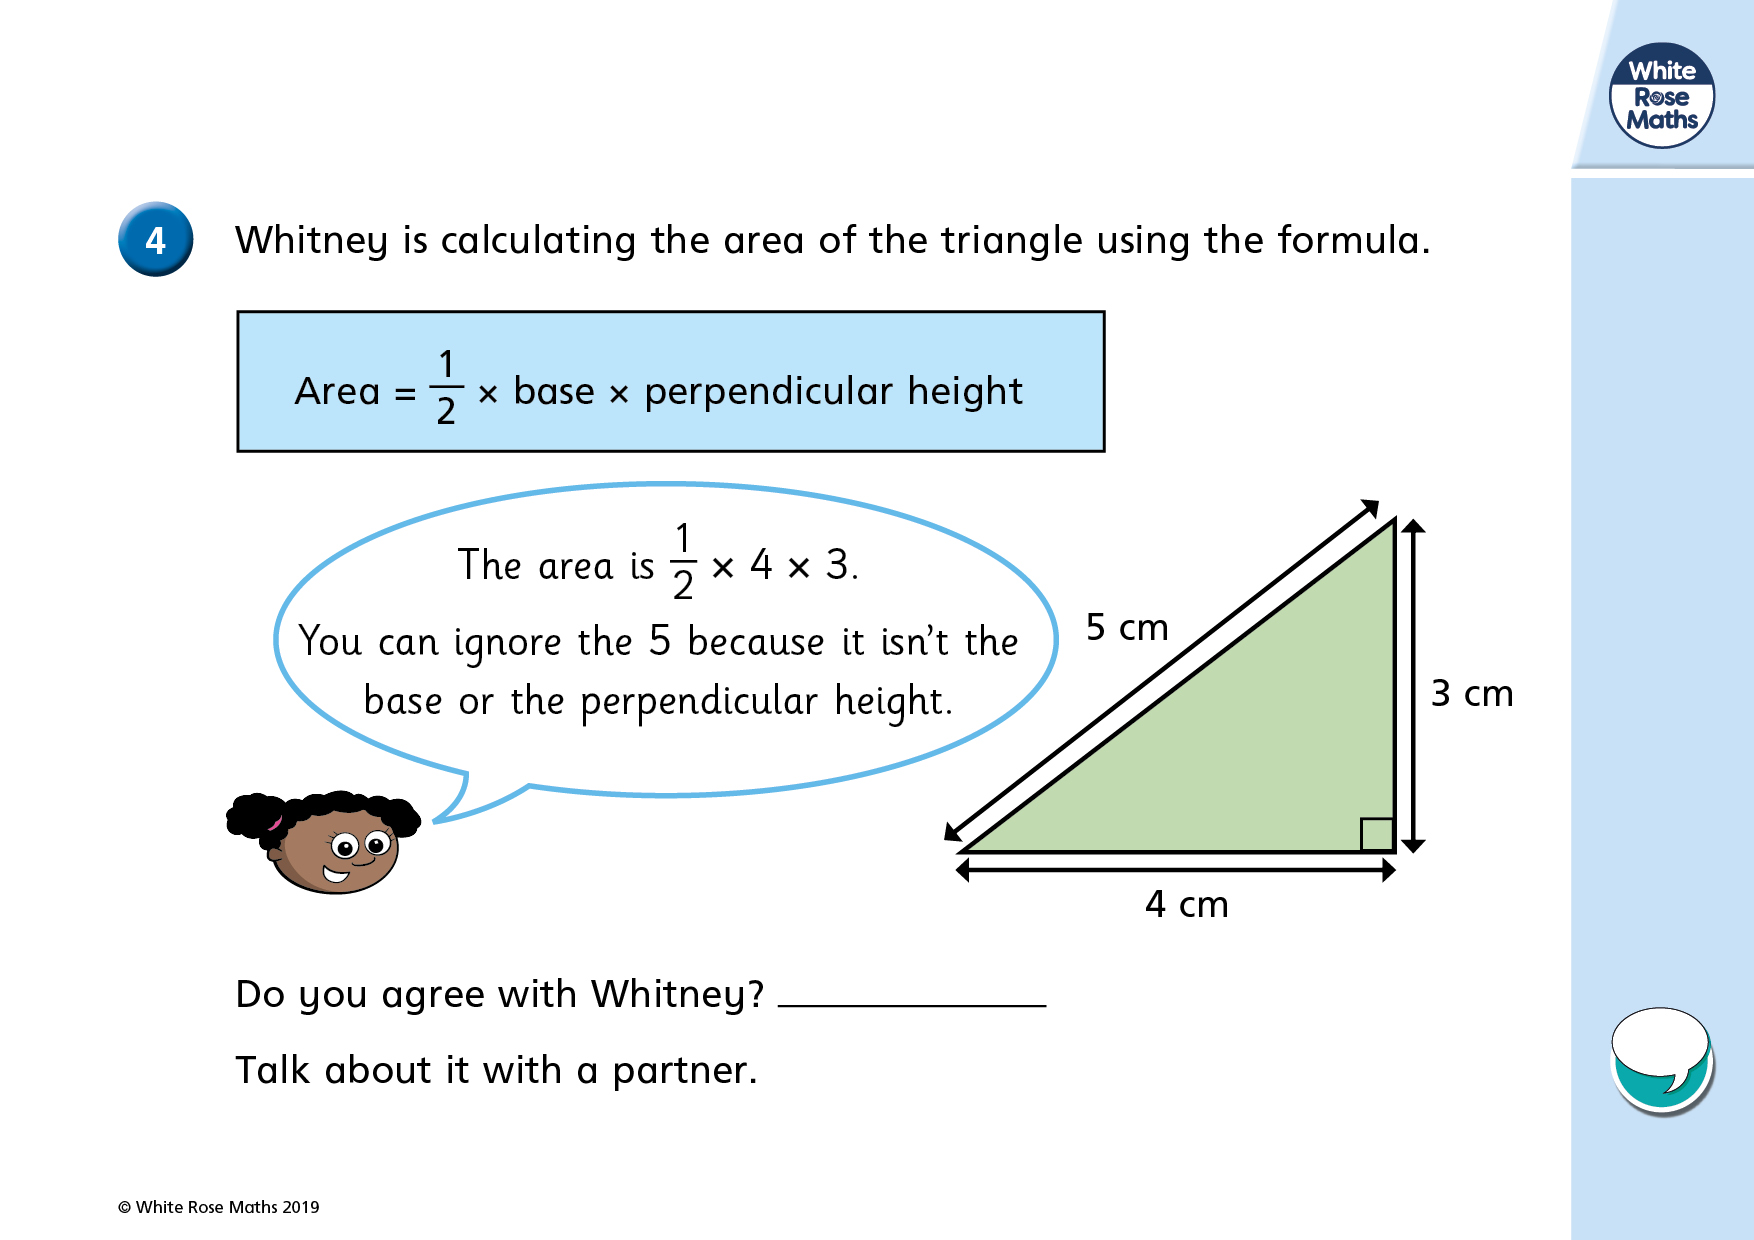 White
Rose
Maths
4
Whitney is calculating the area of the triangle using the formula.
Area = 1/2 × base × perpendicular height
The area is 1/2 × 4 × 3.
You can ignore the 5 because it isn't the
base or the perpendicular height.
5 cm
3 cm
4 cm
Do you agree with Whitney?
Talk about it with a partner.
© White Rose Maths 2019